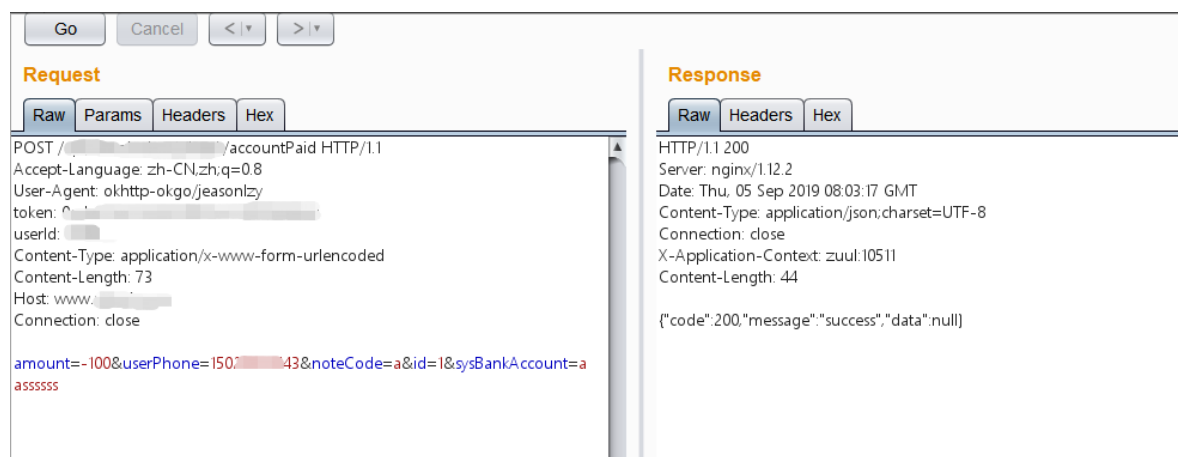 Go
Cancel
<
>
Request
Response
Raw
Params
Headers
Hex
Raw
Headers
Hex
POST / /accountPaid HTTP/1.1
Accept-Language: zh-CN,zh;q=0.8
User-Agent: okhttp-okgo/jeasonlzy
token:
userId:
Content-Type: application/x-www-form-urlencoded
Content-Length: 73
Host: www.
Connection: close
amount=-100&userPhone=150 43&noteCode=a&id=1&sysBankAccount=a
assssss
HTTP/1.1 200
Server: nginx/1.12.2
Date: Thu, 05 Sep 2019 08:03:17 GMT
Content-Type: application/json;charset=UTF-8
Connection: close
X-Application-Context: zuul:10511
Content-Length: 44
{"code":200,"message":"success","data":null}